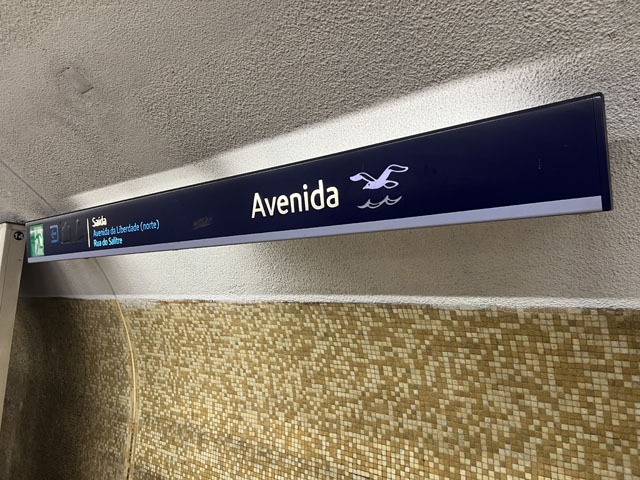 Saída
Avenida da Liberdade (norte)
Rua do Salitre
Avenida